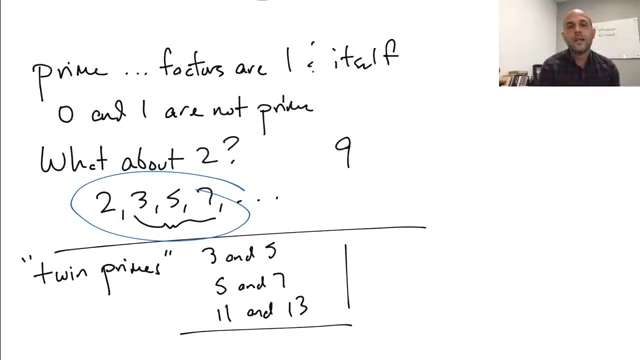 prime ... factors are 1 & itself
0 and 1 are not prime
What about 2? 9
2, 3, 5, 7, ...
"twin primes" 3 and 5
5 and 7
11 and 13